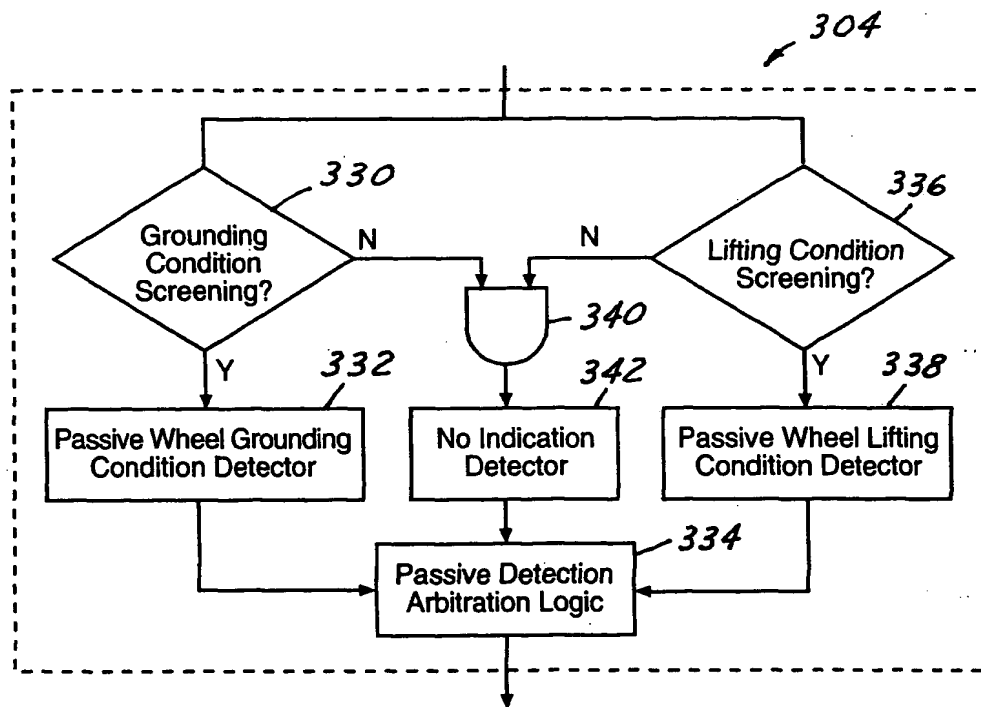 304
330
336
Grounding
Condition
Screening?
N
N
Lifting Condition
Screening?
340
Y
332
342
Y
338
Passive Wheel Grounding
Condition Detector
No Indication
Detector
Passive Wheel Lifting
Condition Detector
334
Passive Detection
Arbitration Logic